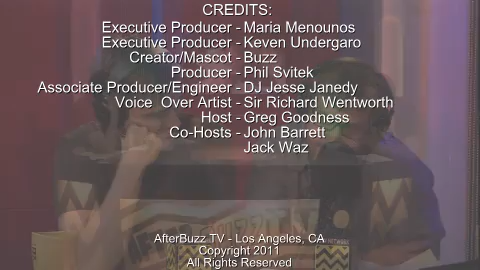 CREDITS:
Executive Producer - Maria Menounos
Executive Producer - Keven Undergaro
Creator/Mascot - Buzz
Producer - Phil Svitek
Associate Producer/Engineer - DJ Jesse Janedy
Voice Over Artist - Sir Richard Wentworth
Host - Greg Goodness
Co-Hosts - John Barrett
Jack Waz
AfterBuzz TV - Los Angeles, CA
Copyright 2011
All Rights Reserved